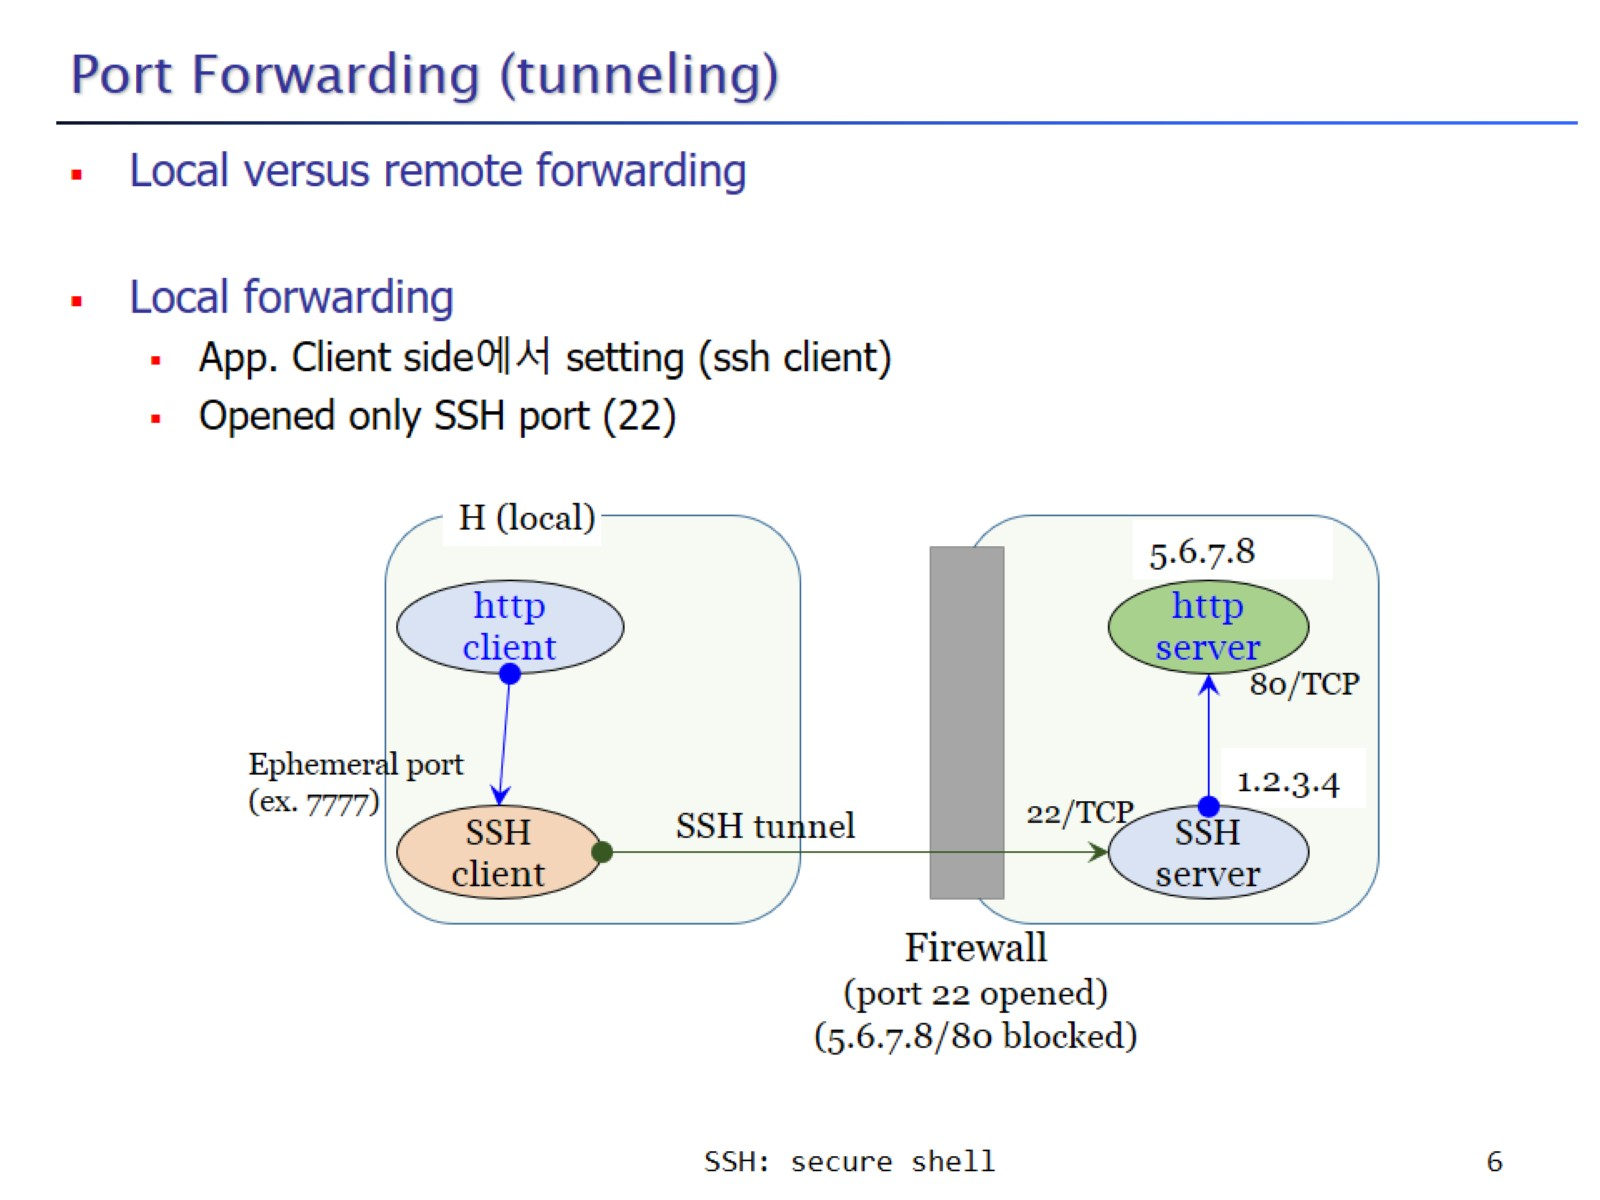 Port Forwarding (tunneling)
Local versus remote forwarding
Local forwarding
App. Client side에서 setting (ssh client)
Opened only SSH port (22)
H (local)
http
client
Ephemeral port
(ex. 7777)
SSH
client
SSH tunnel
5.6.7.8
http
server
80/TCP
1.2.3.4
22/TCP
SSH
server
Firewall
(port 22 opened)
(5.6.7.8/80 blocked)
SSH: secure shell
6